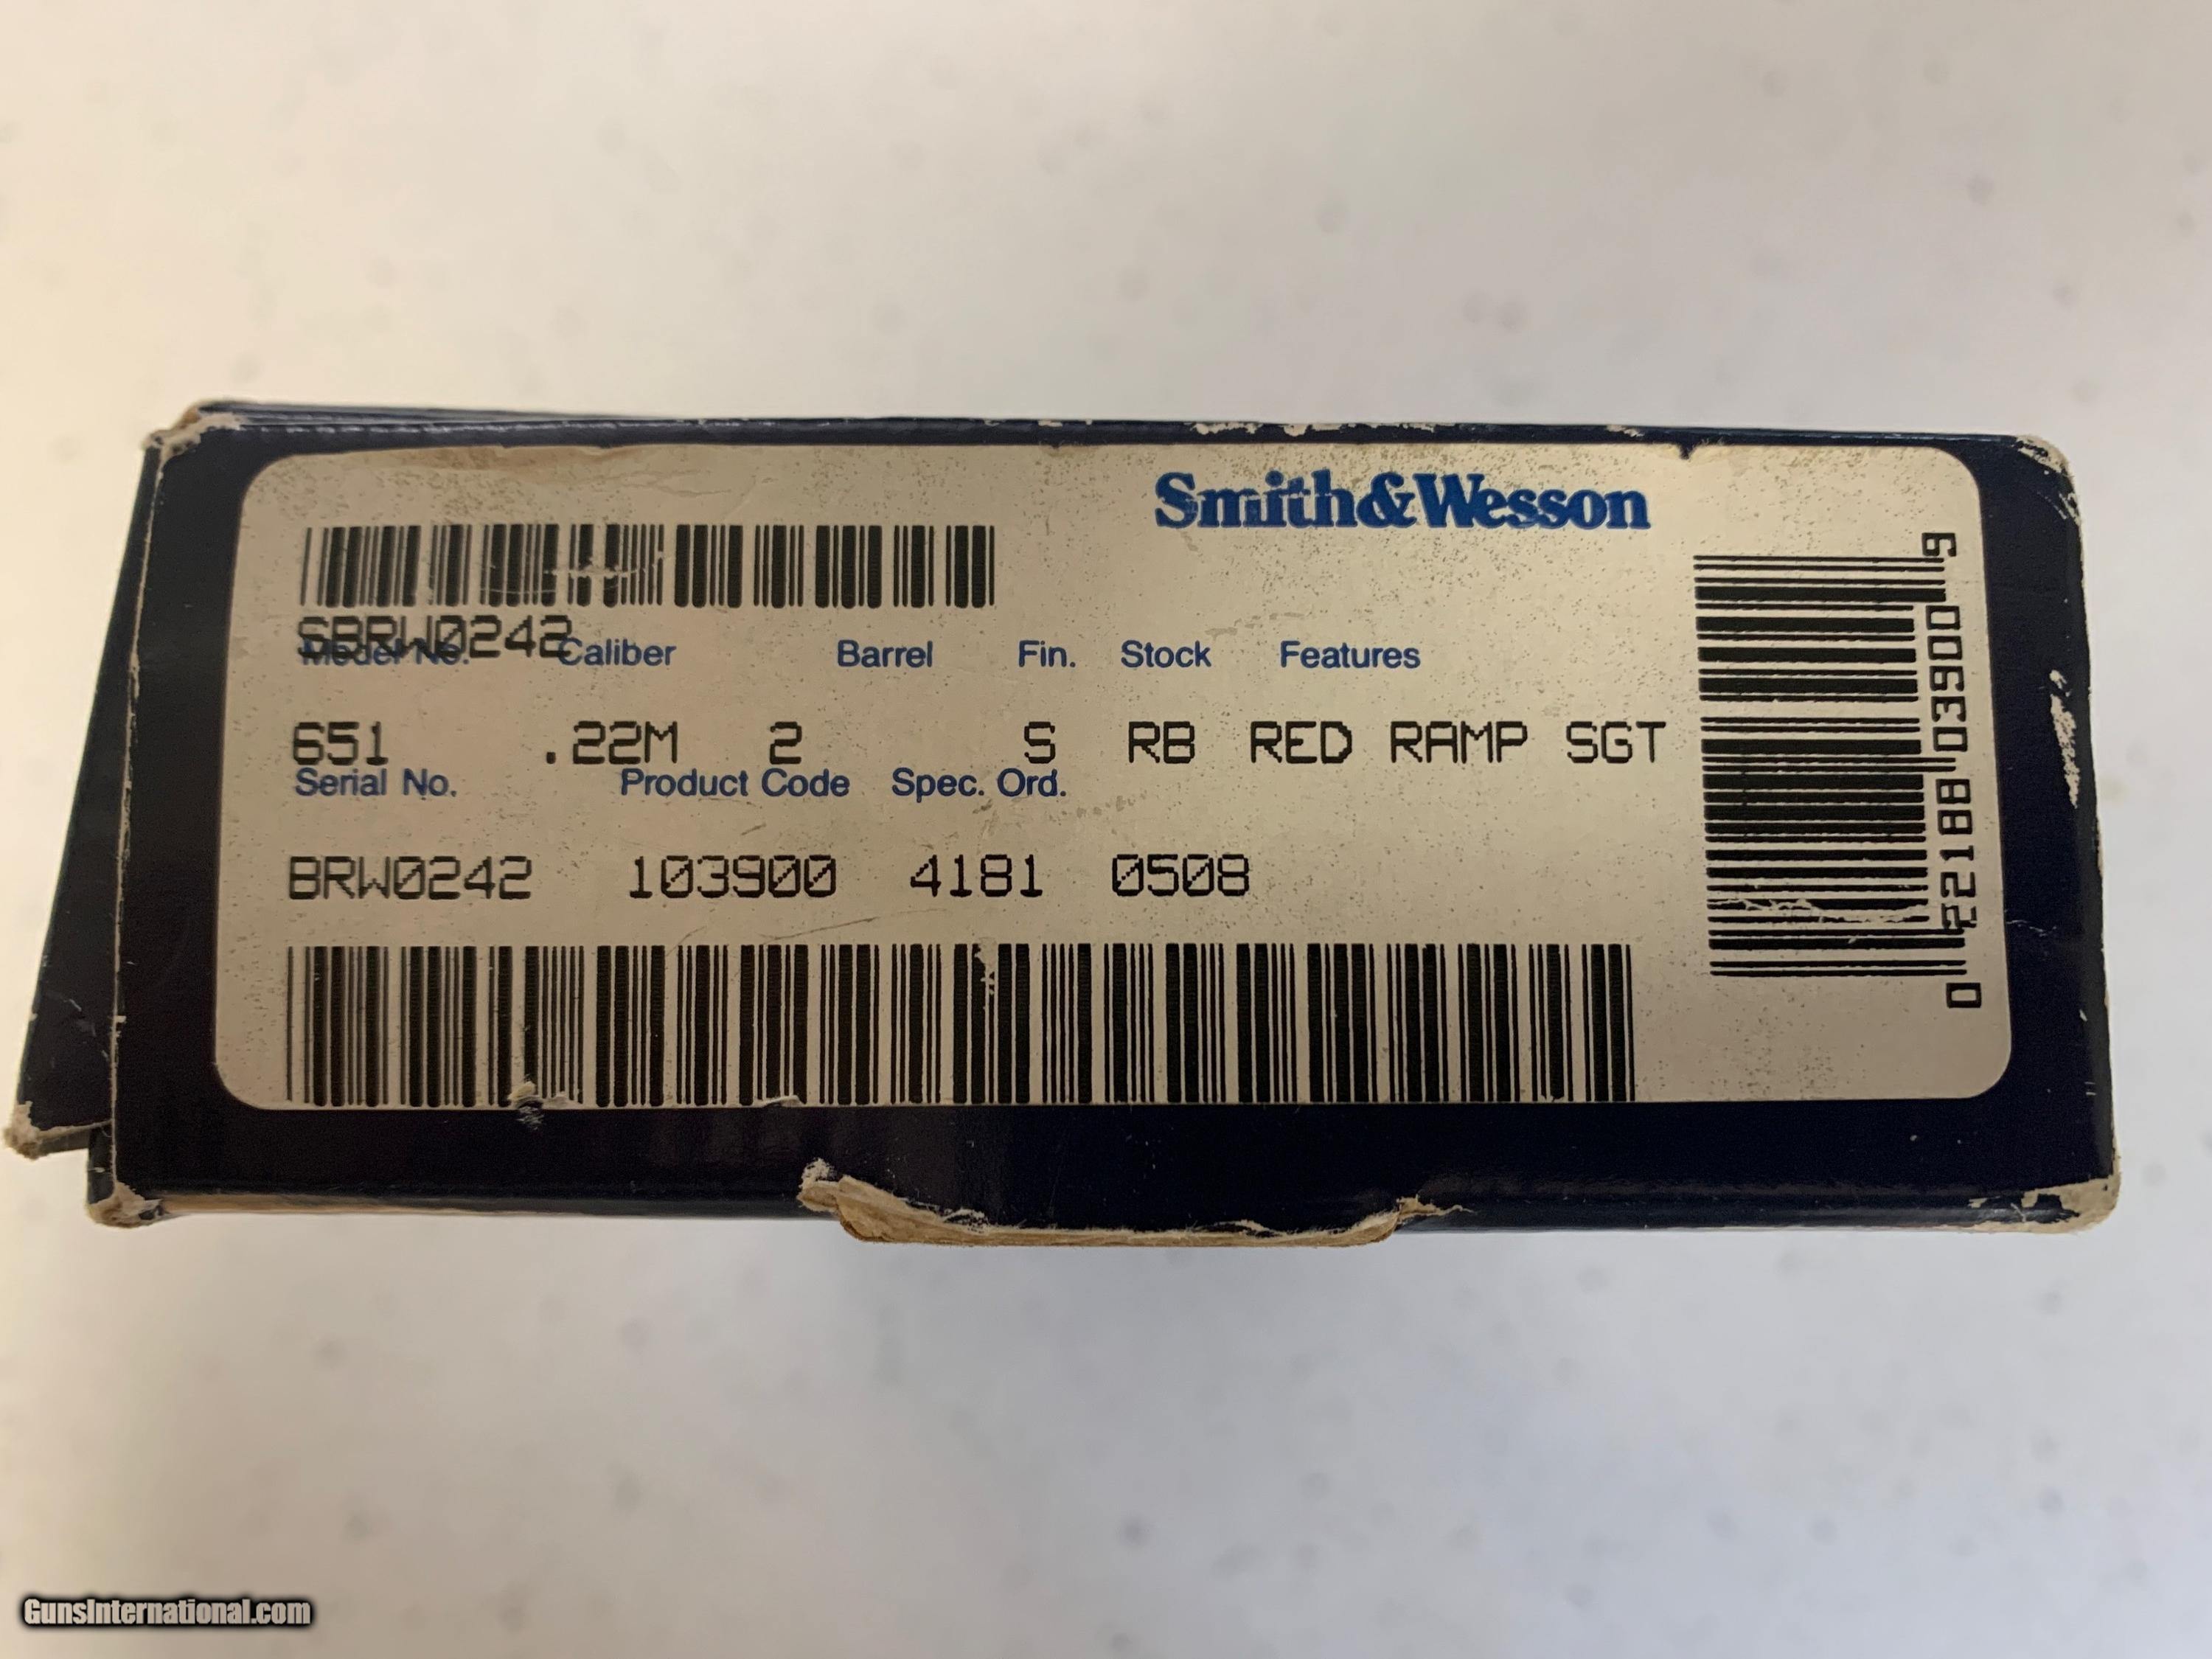 Smith&Wesson
SBRW0242
Model No. Caliber Barrel Fin. Stock Features
651 .22M 2 S RB RED RAMP SGT
Serial No. Product Code Spec. Ord.
BRW0242 103900 4181 0508
0 22188 03900 9
GunsInternational.com